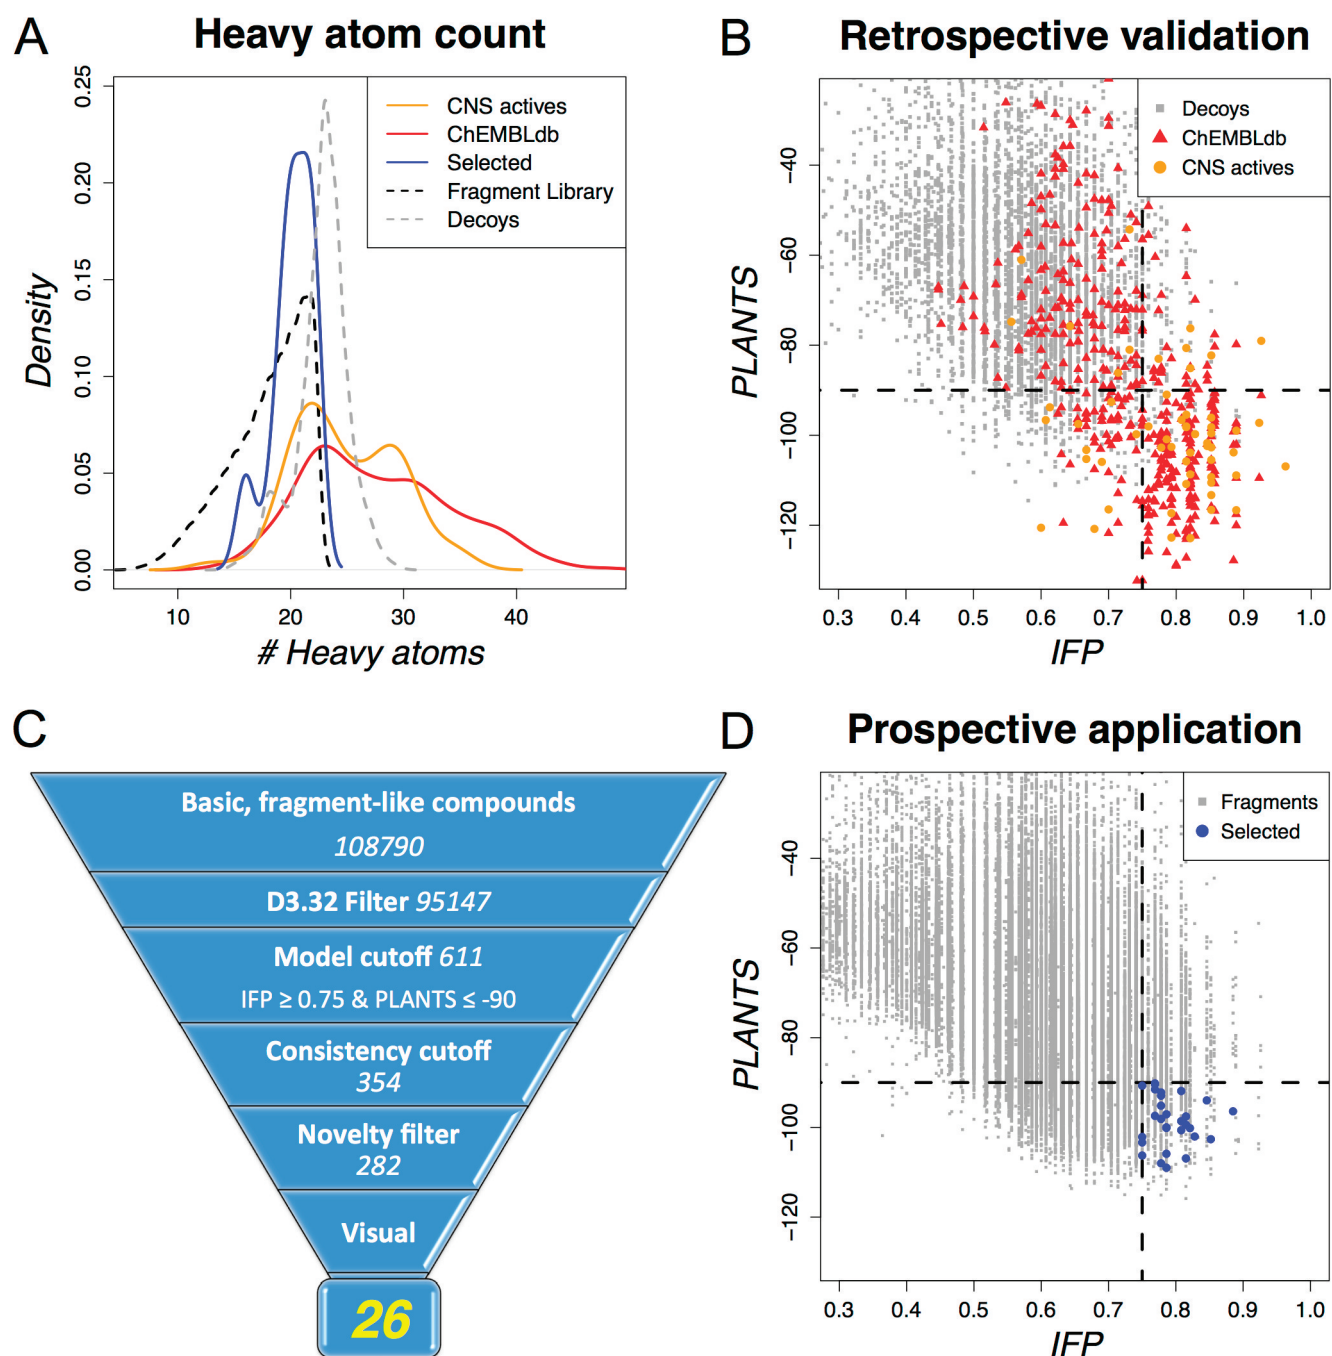 A
Heavy atom count
0.00
0.05
0.10
0.15
0.20
0.25
Density
CNS actives
ChEMBLdb
Selected
Fragment Library
Decoys
10
20
30
40
# Heavy atoms
B
Retrospective validation
−40
−60
−80
−100
−120
PLANTS
Decoys
ChEMBLdb
CNS actives
0.3
0.4
0.5
0.6
0.7
0.8
0.9
1.0
IFP
C
Basic, fragment-like compounds
108790
D3.32 Filter 95147
Model cutoff 611
IFP ≥ 0.75 & PLANTS ≤ -90
Consistency cutoff
354
Novelty filter
282
Visual
26
D
Prospective application
−40
−60
−80
−100
−120
PLANTS
Fragments
Selected
0.3
0.4
0.5
0.6
0.7
0.8
0.9
1.0
IFP